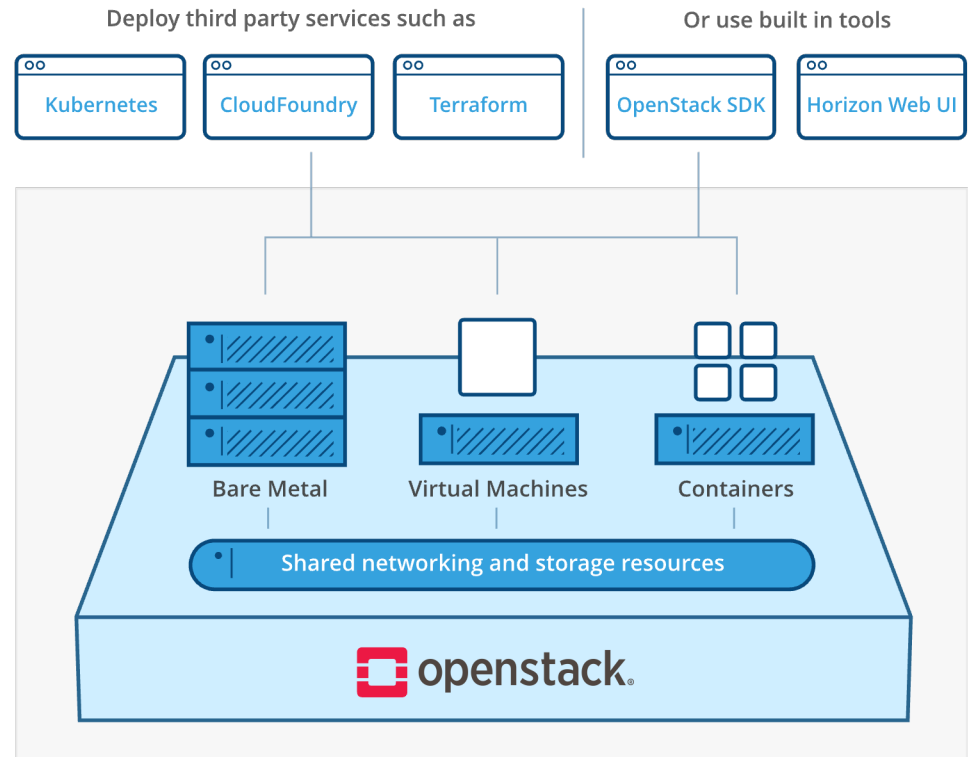 Deploy third party services such as
Or use built in tools
Kubernetes
CloudFoundry
Terraform
OpenStack SDK
Horizon Web UI
Bare Metal
Virtual Machines
Containers
Shared networking and storage resources
openstack®